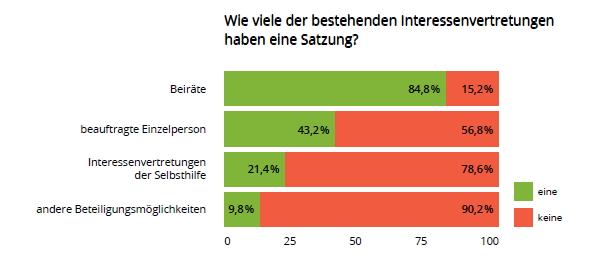 Wie viele der bestehenden Interessenvertretungen
haben eine Satzung?
Beiräte
84,8%
15,2%
beauftragte Einzelperson
43,2%
56,8%
Interessenvertretungen
der Selbsthilfe
21,4%
78,6%
andere Beteiligungsmöglichkeiten
9,8%
90,2%
eine
keine
0 25 50 75 100